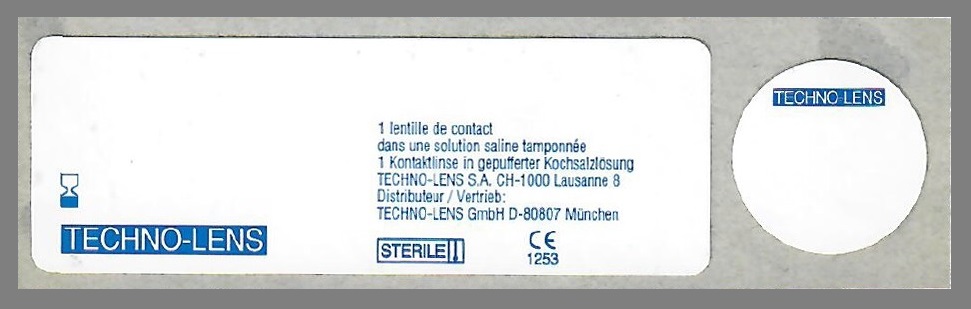 1 lentille de contact
dans une solution saline tamponnée
1 Kontaktlinse in gepufferter Kochsalzlösung
TECHNO-LENS S.A. CH-1000 Lausanne 8
Distributeur / Vertrieb:
TECHNO-LENS GmbH D-80807 München
TECHNO-LENS
STERILE
CE
1253
TECHNO-LENS